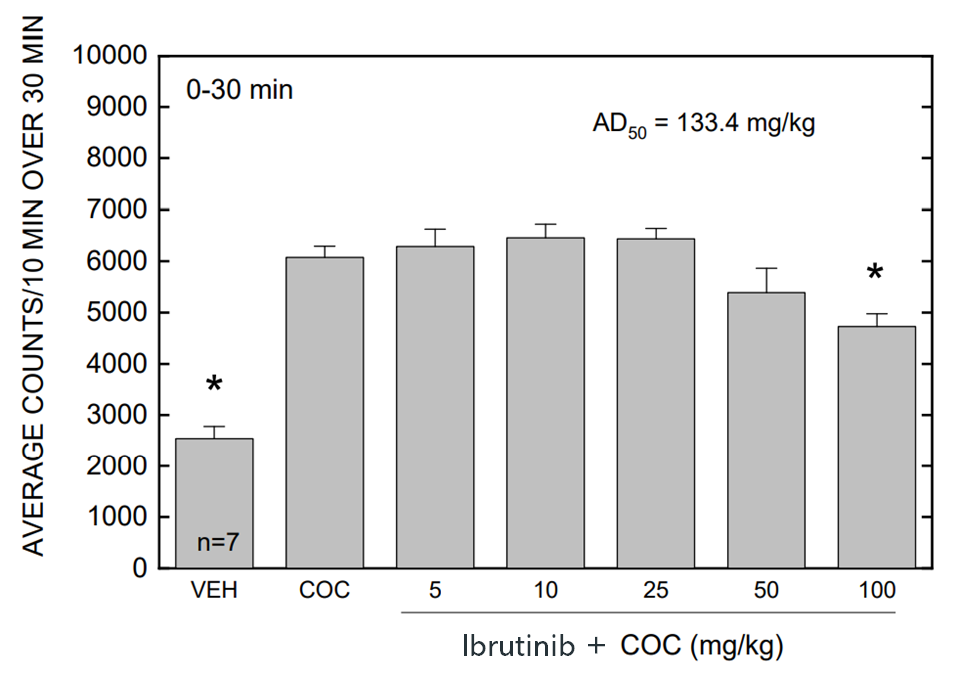 AVERAGE COUNTS/10 MIN OVER 30 MIN
10000
9000
8000
7000
6000
5000
4000
3000
2000
1000
0
0-30 min
AD50 = 133.4 mg/kg
*
*
n=7
VEH COC 5 10 25 50 100
Ibrutinib + COC (mg/kg)